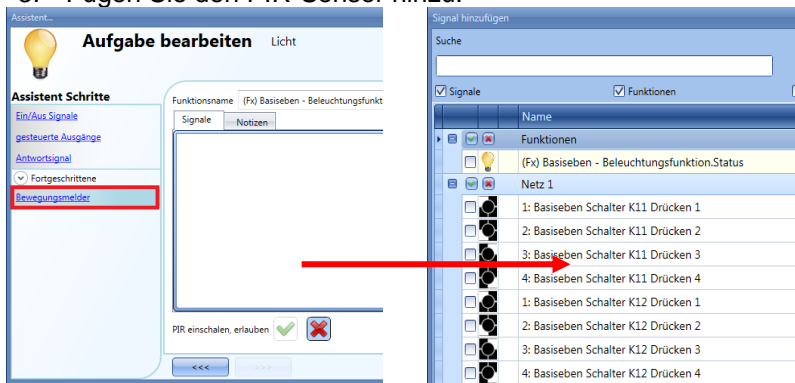 Fügen Sie den PIR-Sensor hinzu.
Assistent...
Aufgabe bearbeiten Licht
Assistent Schritte
Ein/Aus Signale
gesteuerte Ausgänge
Antwortsignal
Fortgeschrittene
Bewegungsmelder
Funktionsname (Fx) Basiseben - Beleuchtungsfunkt
Signale Notizen
PIR einschalen, erlauben
<<< >>>
Signal hinzufügen
Suche
Signale Funktionen
Name
Funktionen
(Fx) Basiseben - Beleuchtungsfunktion.Status
Netz 1
1: Basiseben Schalter K11 Drücken 1
2: Basiseben Schalter K11 Drücken 2
3: Basiseben Schalter K11 Drücken 3
4: Basiseben Schalter K11 Drücken 4
1: Basiseben Schalter K12 Drücken 1
2: Basiseben Schalter K12 Drücken 2
3: Basiseben Schalter K12 Drücken 3
4: Basiseben Schalter K12 Drücken 4